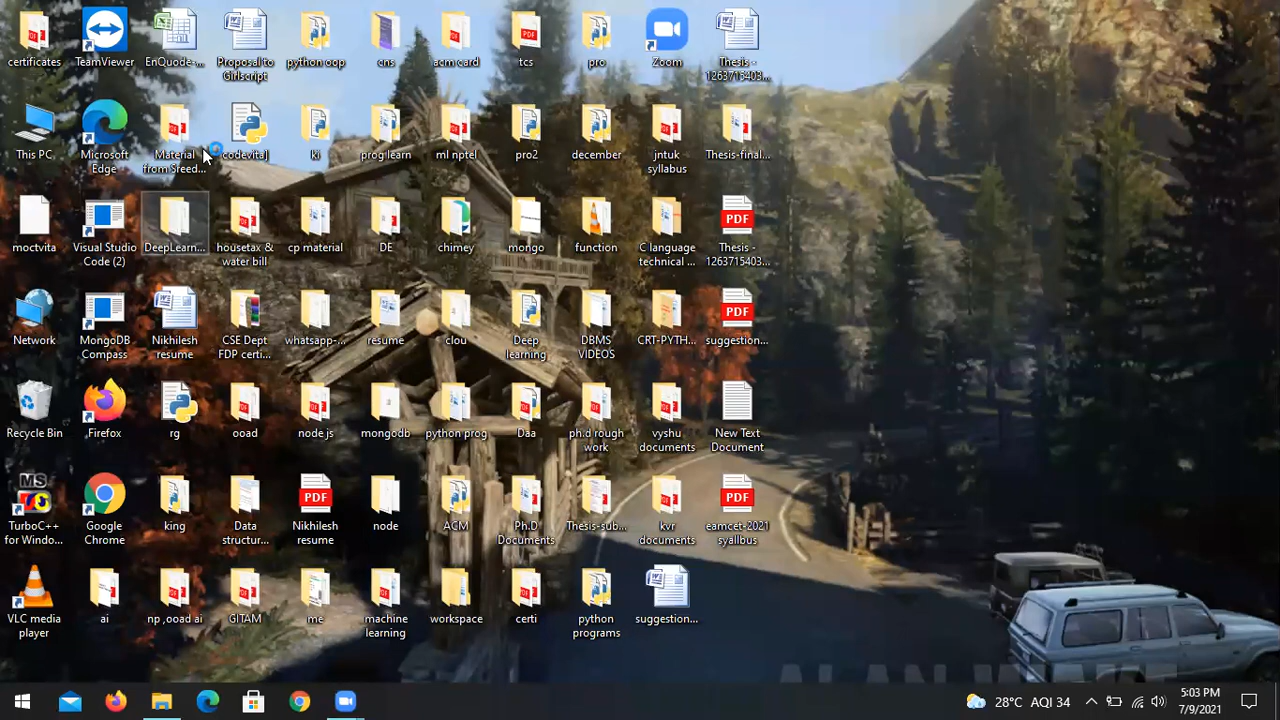 certificates
TeamViewer
EnQuode-...
Proposal to
Girlscript
python oop
cns
acm card
tcs
pro
Zoom
Thesis -
1263715403...
This PC
Microsoft
Edge
Material
from Sreed...
codevitaj
ki
prog learn
ml nptel
pro2
december
jntuk
syllabus
Thesis-final...
moctvita
Visual Studio
Code (2)
DeepLearn...
housetax &
water bill
cp material
DE
chimey
mongo
function
C language
technical ...
PDF
Thesis -
1263715403...
Network
MongoDB
Compass
Nikhilesh
resume
CSE Dept
FDP certi...
whatsapp-...
resume
clou
Deep
learning
DBMS
VIDEOS
CRT-PYTH...
PDF
suggestion...
Recycle Bin
Firefox
rg
ooad
node js
mongodb
python prog
Daa
ph.d rough
work
vyshu
documents
New Text
Document
MS
TurboC++
for Windo...
Google
Chrome
king
Data
structur...
PDF
Nikhilesh
resume
node
ACM
Ph.D
Documents
Thesis-sub...
kvr
documents
PDF
eamcet-2021
syallbus
VLC media
player
ai
np ,ooad ai
GITAM
me
machine
learning
workspace
certi
python
programs
suggestion...
ALAN WAKE
28°C AQI 34
5:03 PM
7/9/2021